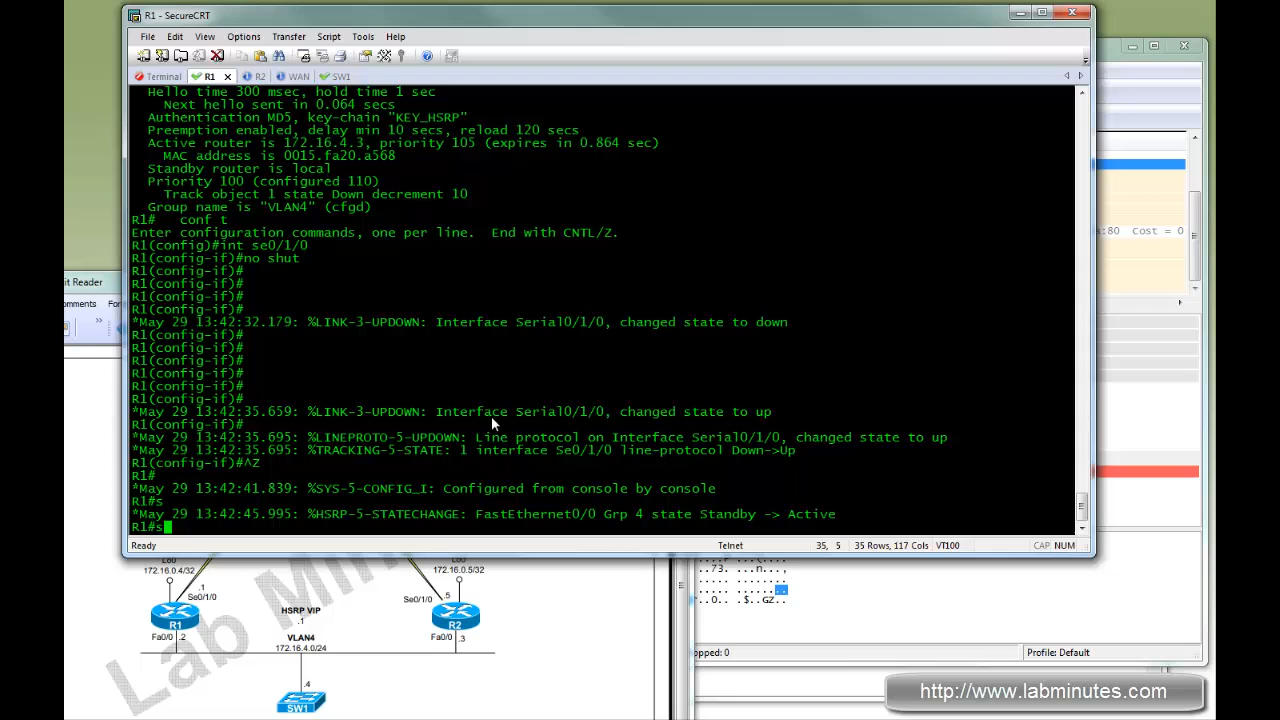 R1 - SecureCRT
File Edit View Options Transfer Script Tools Help
Terminal R1 x R2 WAN SW1
Hello time 300 msec, hold time 1 sec
Next hello sent in 0.064 secs
Authentication MD5, key-chain "KEY_HSRP"
Preemption enabled, delay min 10 secs, reload 120 secs
Active router is 172.16.4.3, priority 105 (expires in 0.864 sec)
MAC address is 0015.fa20.a568
Standby router is local
Priority 100 (configured 110)
Track object 1 state Down decrement 10
Group name is "VLAN4" (cfgd)
R1#   conf t
Enter configuration commands, one per line.  End with CNTL/Z.
R1(config)#int se0/1/0
R1(config-if)#no shut
R1(config-if)#
R1(config-if)#
R1(config-if)#
R1(config-if)#
*May 29 13:42:32.179: %LINK-3-UPDOWN: Interface Serial0/1/0, changed state to down
R1(config-if)#
R1(config-if)#
R1(config-if)#
R1(config-if)#
R1(config-if)#
R1(config-if)#
*May 29 13:42:35.659: %LINK-3-UPDOWN: Interface Serial0/1/0, changed state to up
R1(config-if)#
*May 29 13:42:35.695: %LINEPROTO-5-UPDOWN: Line protocol on Interface Serial0/1/0, changed state to up
*May 29 13:42:35.695: %TRACKING-5-STATE: 1 interface Se0/1/0 line-protocol Down->Up
R1(config-if)#^Z
R1#
*May 29 13:42:41.839: %SYS-5-CONFIG_I: Configured from console by console
R1#s
*May 29 13:42:45.995: %HSRP-5-STATECHANGE: FastEthernet0/0 Grp 4 state Standby -> Active
R1#s
Ready Telnet 35, 5 35 Rows, 117 Cols VT100 CAP NUM
:80 Cost = 0
it Reader
omments For
»
172.16.0.4/32
172.16.0.5/32
.1
Se0/1/0
Se0/1/0
.5
HSRP VIP
.1
R1
R2
Fa0/0 .2
VLAN4
172.16.4.0/24
Fa0/0 .3
.4
SW1
Lab Minutes
..73. ...n...,
..O... .$..GZ..
opped: 0 Profile: Default
http://www.labminutes.com